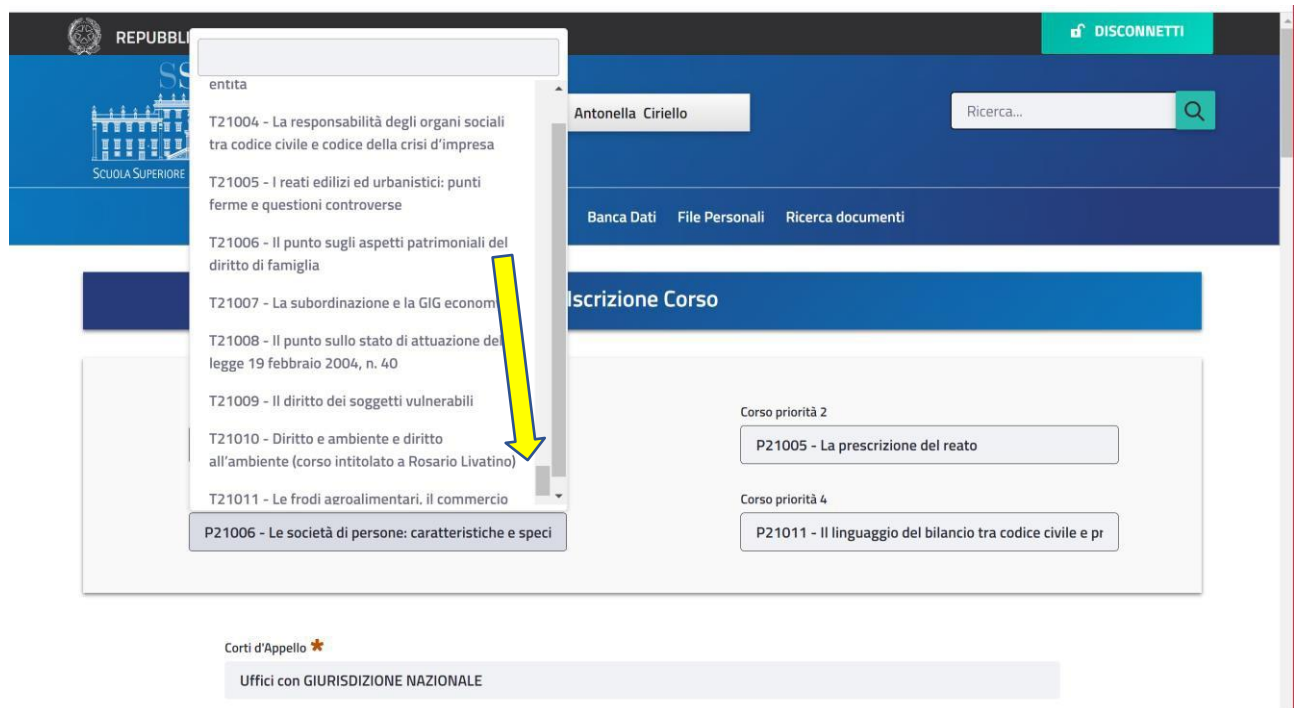 REPUBBLI
DISCONNETTI
SS
SCUOLA SUPERIORE
Antonella Ciriello
Ricerca...
Banca Dati File Personali Ricerca documenti
entità
T21004 - La responsabilità degli organi sociali
tra codice civile e codice della crisi d'impresa
T21005 - I reati edilizi ed urbanistici: punti
ferme e questioni controverse
T21006 - Il punto sugli aspetti patrimoniali del
diritto di famiglia
T21007 - La subordinazione e la GIG econom
T21008 - Il punto sullo stato di attuazione del
legge 19 febbraio 2004, n. 40
T21009 - Il diritto dei soggetti vulnerabili
T21010 - Diritto e ambiente e diritto
all'ambiente (corso intitolato a Rosario Livatino)
T21011 - Le frodi agroalimentari, il commercio
P21006 - Le società di persone: caratteristiche e speci
Iscrizione Corso
Corso priorità 2
P21005 - La prescrizione del reato
Corso priorità 4
P21011 - Il linguaggio del bilancio tra codice civile e pr
Corti d'Appello *
Uffici con GIURISDIZIONE NAZIONALE